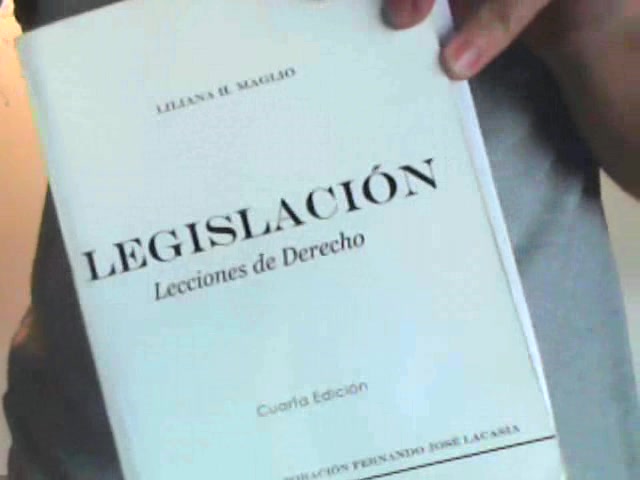 LILIANA H. MAGLIO
LEGISLACIÓN
Lecciones de Derecho
Cuarta Edición
FERNANDO JOSÉ LACASIA